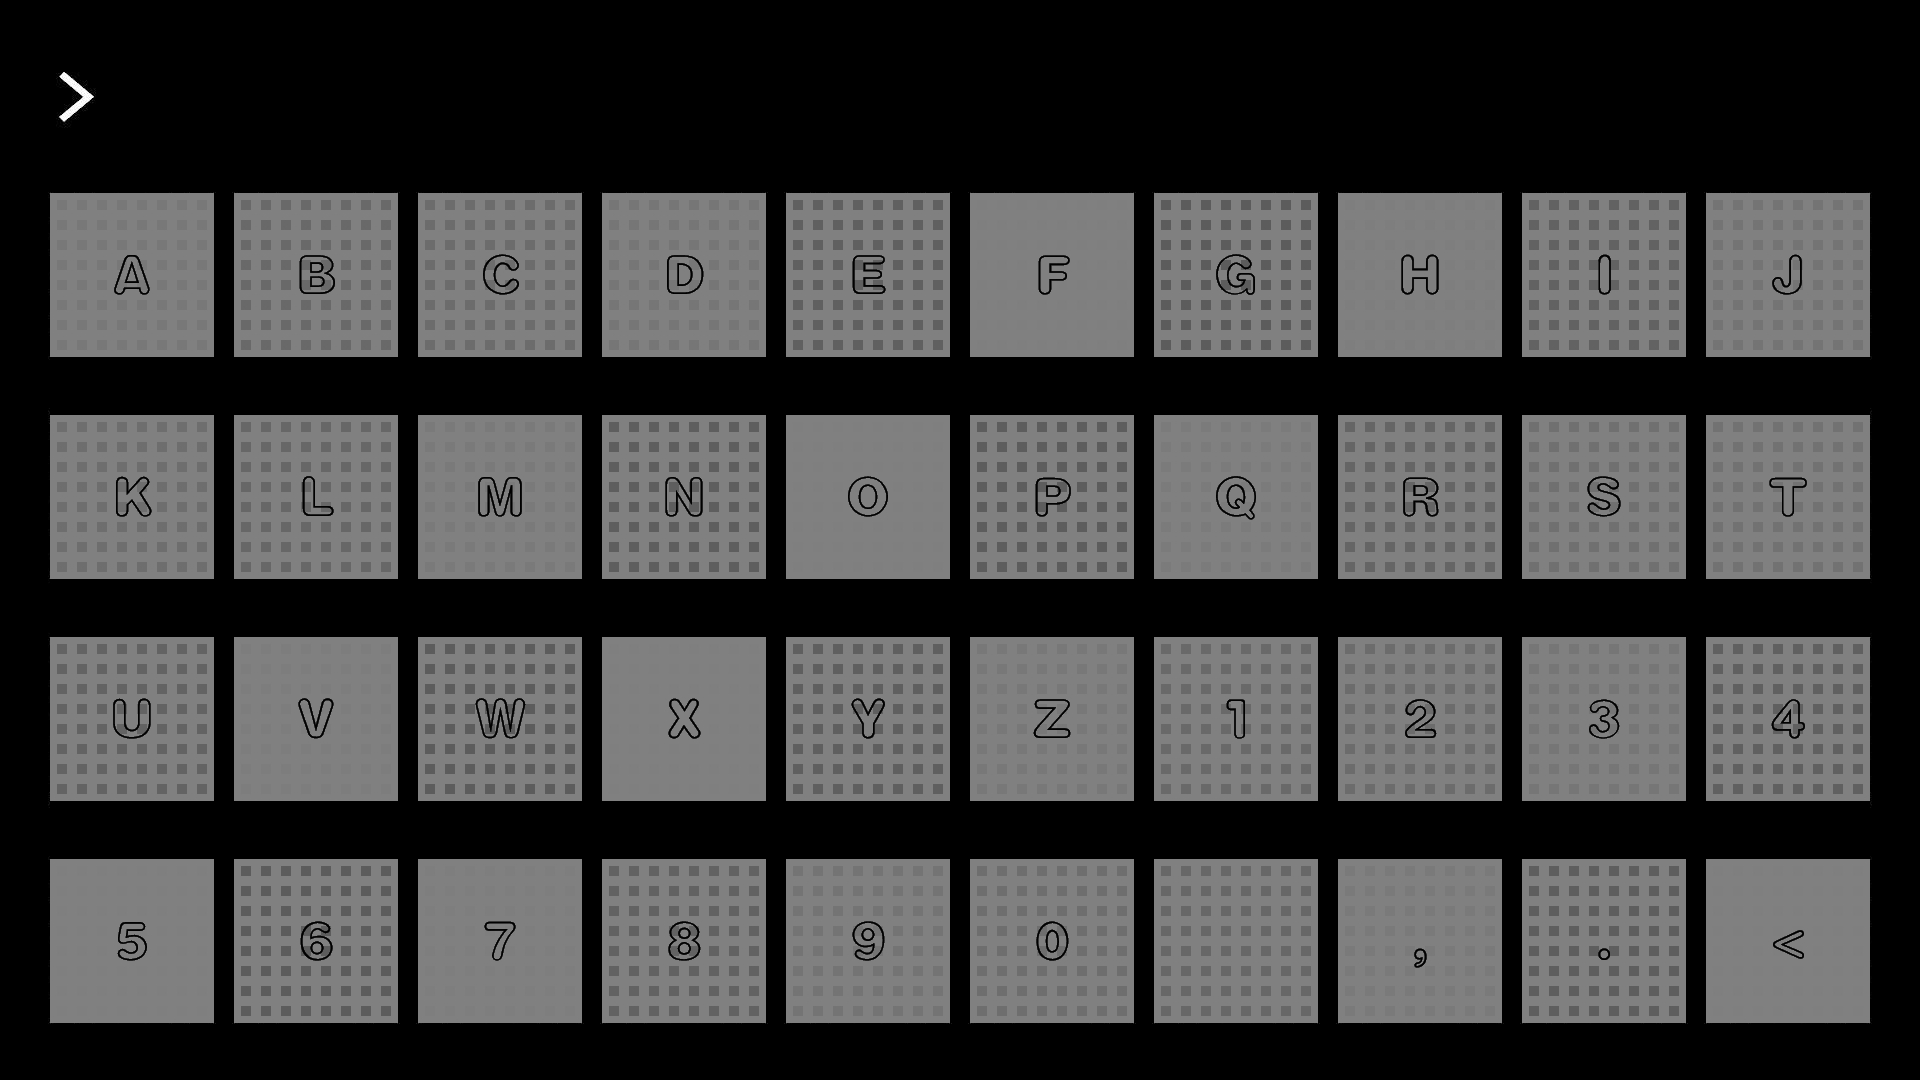 >
A B C D E F G H I J
K L M N O P Q R S T
U V W X Y Z 1 2 3 4
5 6 7 8 9 0 , . <